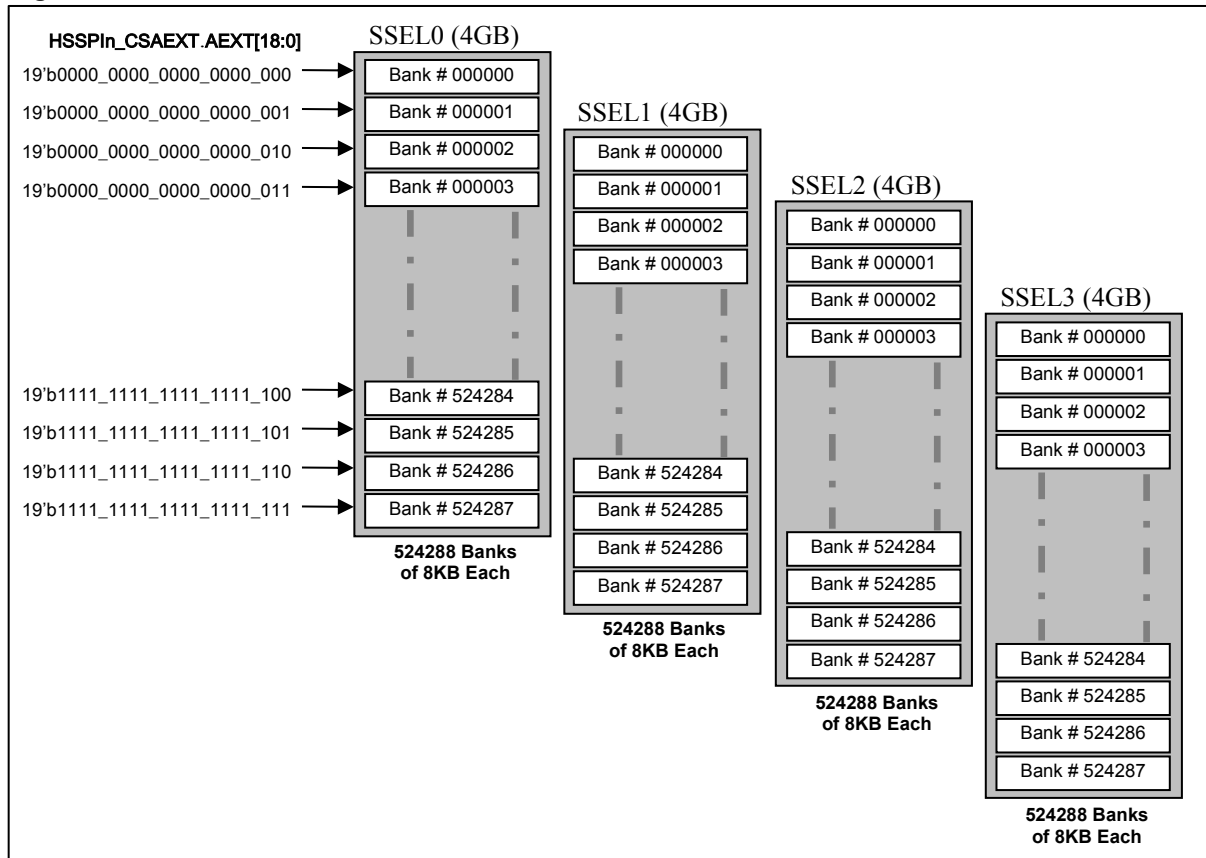 HSSPIn_CSAEXT.AEXT[18:0]
19'b0000_0000_0000_0000_000
19'b0000_0000_0000_0000_001
19'b0000_0000_0000_0000_010
19'b0000_0000_0000_0000_011
19'b1111_1111_1111_1111_100
19'b1111_1111_1111_1111_101
19'b1111_1111_1111_1111_110
19'b1111_1111_1111_1111_111
SSEL0 (4GB)
Bank # 000000
Bank # 000001
Bank # 000002
Bank # 000003
Bank # 524284
Bank # 524285
Bank # 524286
Bank # 524287
524288 Banks
of 8KB Each
SSEL1 (4GB)
Bank # 000000
Bank # 000001
Bank # 000002
Bank # 000003
Bank # 524284
Bank # 524285
Bank # 524286
Bank # 524287
524288 Banks
of 8KB Each
SSEL2 (4GB)
Bank # 000000
Bank # 000001
Bank # 000002
Bank # 000003
Bank # 524284
Bank # 524285
Bank # 524286
Bank # 524287
524288 Banks
of 8KB Each
SSEL3 (4GB)
Bank # 000000
Bank # 000001
Bank # 000002
Bank # 000003
Bank # 524284
Bank # 524285
Bank # 524286
Bank # 524287
524288 Banks
of 8KB Each